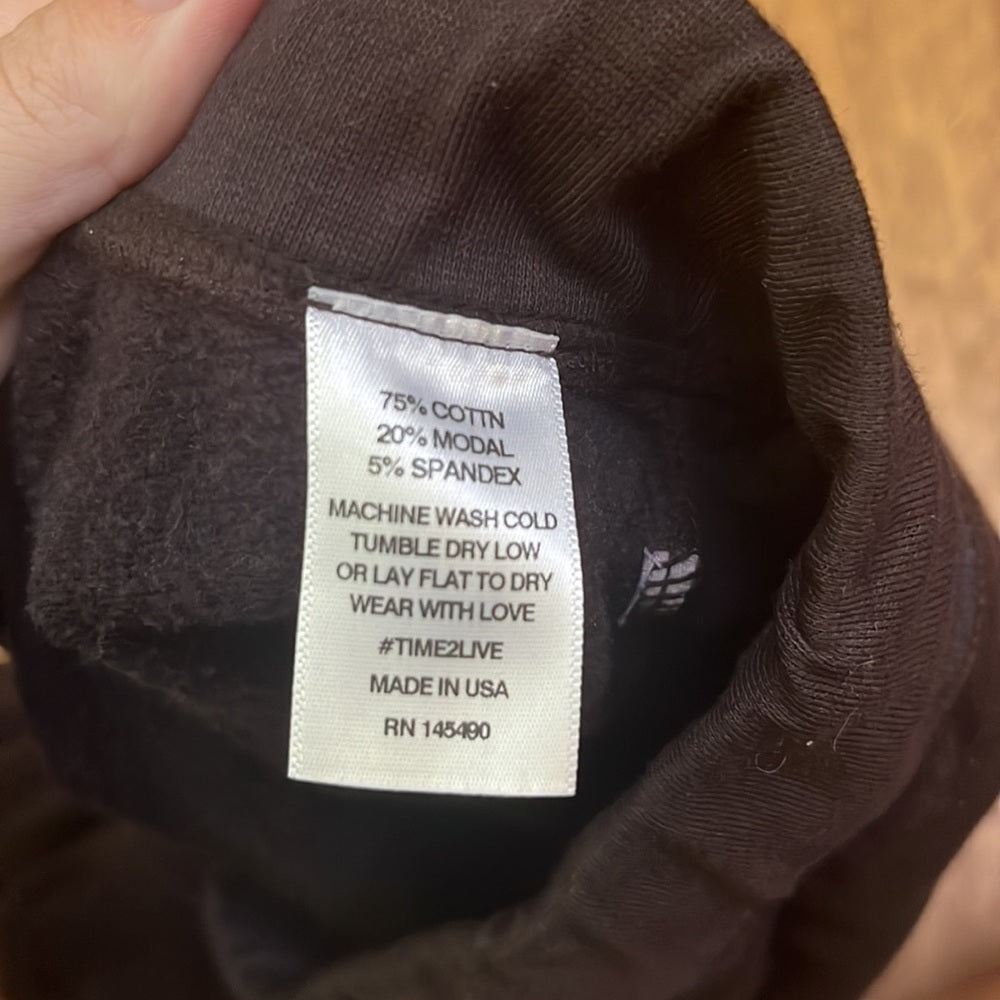 75% COTTN
20% MODAL
5% SPANDEX
MACHINE WASH COLD
TUMBLE DRY LOW
OR LAY FLAT TO DRY
WEAR WITH LOVE
#TIME2LIVE
MADE IN USA
RN 145490